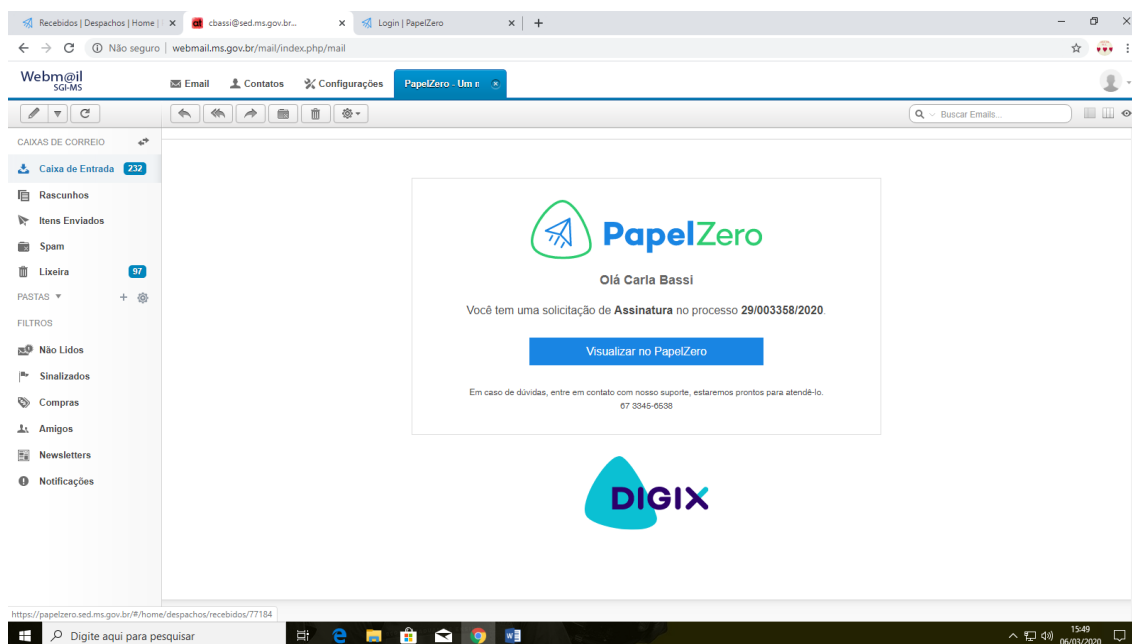 Recebidos | Despachos | Home |
at cbassi@sed.ms.gov.br...
Login | PapelZero
Não seguro | webmail.ms.gov.br/mail/index.php/mail
Webm@il
SGI-MS
Email
Contatos
Configurações
PapelZero - Um n
Buscar Emails...
CAIXAS DE CORREIO
Caixa de Entrada 232
Rascunhos
Itens Enviados
Spam
Lixeira 97
PASTAS
FILTROS
Não Lidos
Sinalizados
Compras
Amigos
Newsletters
Notificações
PapelZero
Olá Carla Bassi
Você tem uma solicitação de Assinatura no processo 29/003358/2020.
Visualizar no PapelZero
Em caso de dúvidas, entre em contato com nosso suporte, estaremos prontos para atendê-lo.
67 3345-6538
DIGIX
https://papelzero.sed.ms.gov.br/#/home/despachos/recebidos/77184
Digite aqui para pesquisar
15:49
06/03/2020